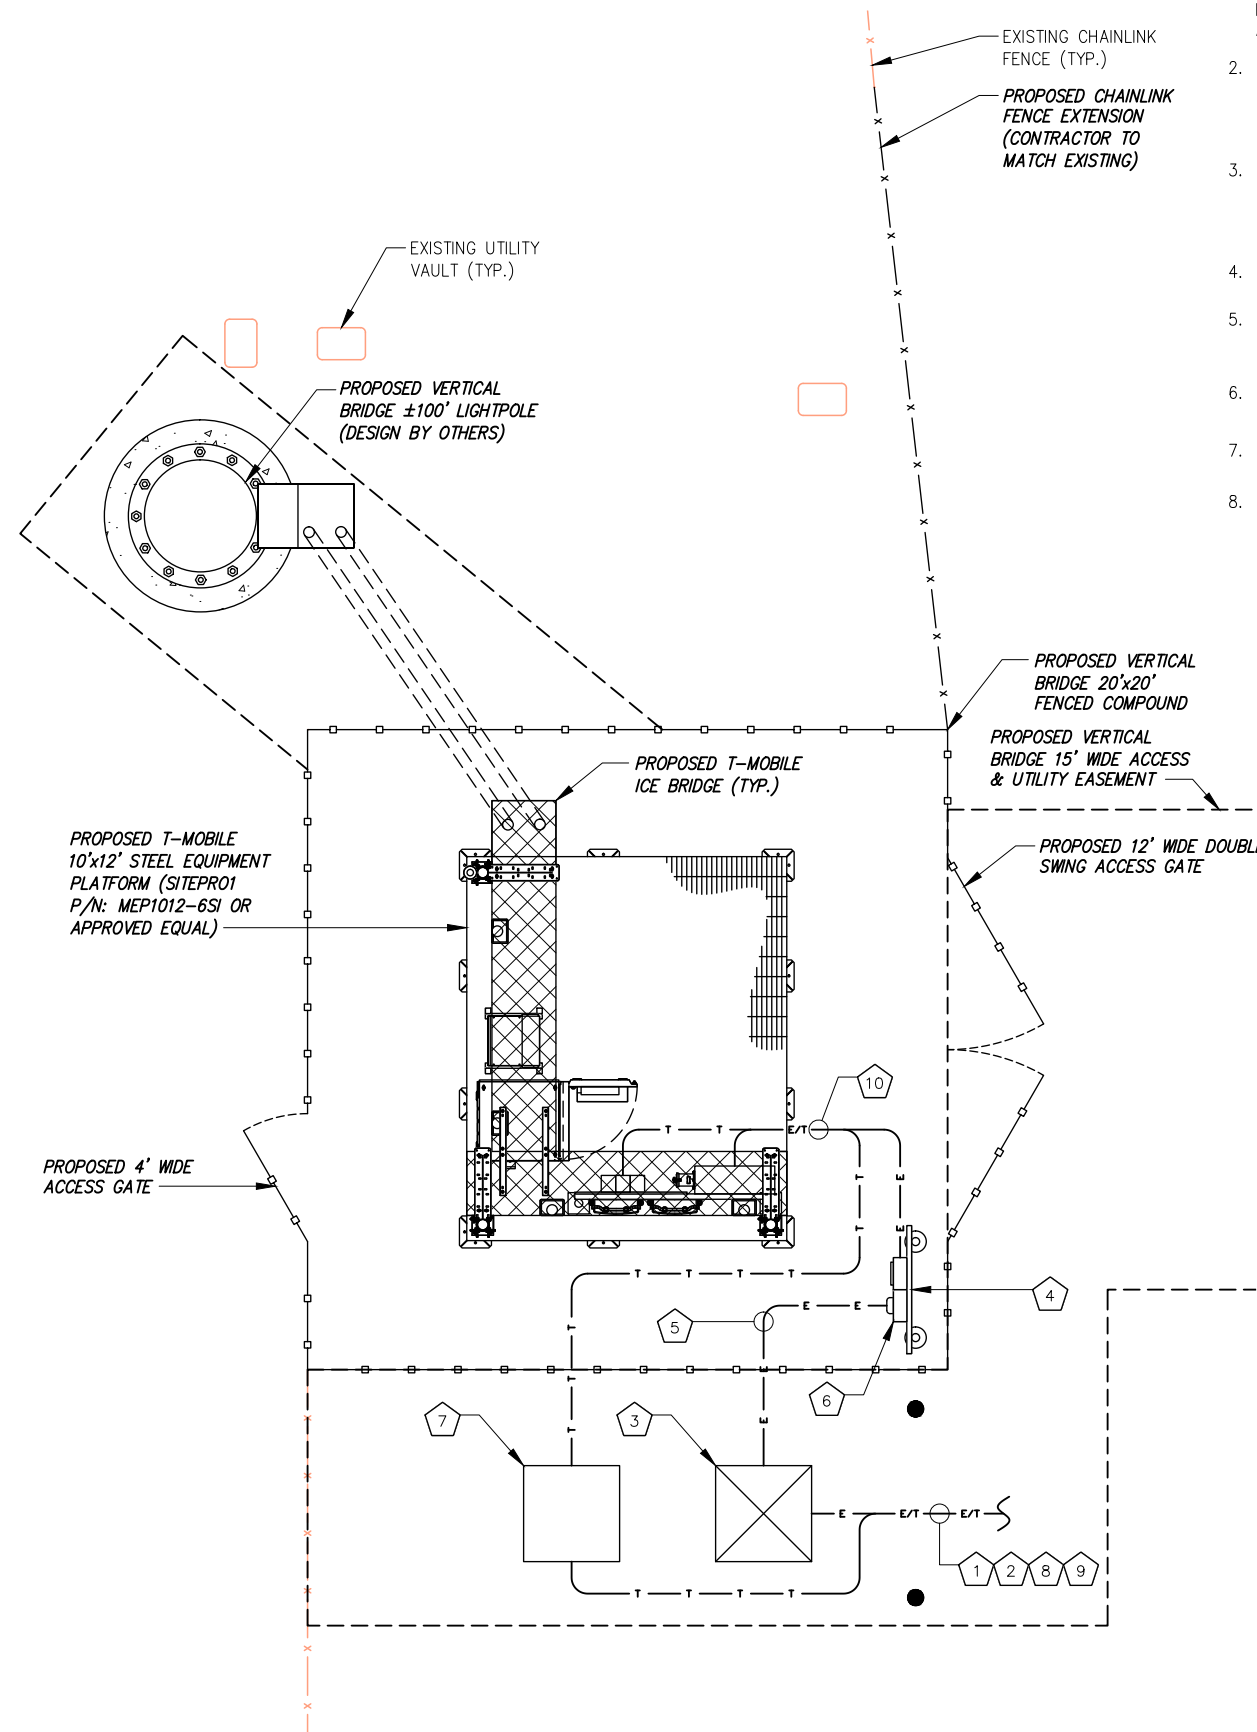 EXISTING CHAINLINK
FENCE (TYP.)
2.
PROPOSED CHAINLINK
FENCE EXTENSION
(CONTRACTOR TO
MATCH EXISTING)
3.
EXISTING UTILITY
VAULT (TYP.)
4.
5.
PROPOSED VERTICAL
BRIDGE ±100' LIGHTPOLE
(DESIGN BY OTHERS)
6.
7.
8.
PROPOSED VERTICAL
BRIDGE 20'x20'
FENCED COMPOUND
PROPOSED VERTICAL
BRIDGE 15' WIDE ACCESS
& UTILITY EASEMENT
PROPOSED T-MOBILE
ICE BRIDGE (TYP.)
PROPOSED T-MOBILE
10'x12' STEEL EQUIPMENT
PLATFORM (SITEPRO1
P/N: MEP1012-6SI OR
APPROVED EQUAL)
PROPOSED 12' WIDE DOUBLE
SWING ACCESS GATE
10
T T E/T
PROPOSED 4' WIDE
ACCESS GATE
T
E
T
E
T T T T
4
E E
5
T
E
T
6
7
3
T
E
E E/T E/T
1 2 8 9
T T T T